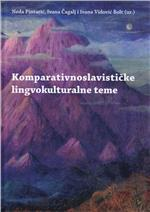 Neda Pintarić, Ivana Čagalj i Ivana Vidović Bolt (ur.)
Komparativnoslavističke
lingvokulturalne teme